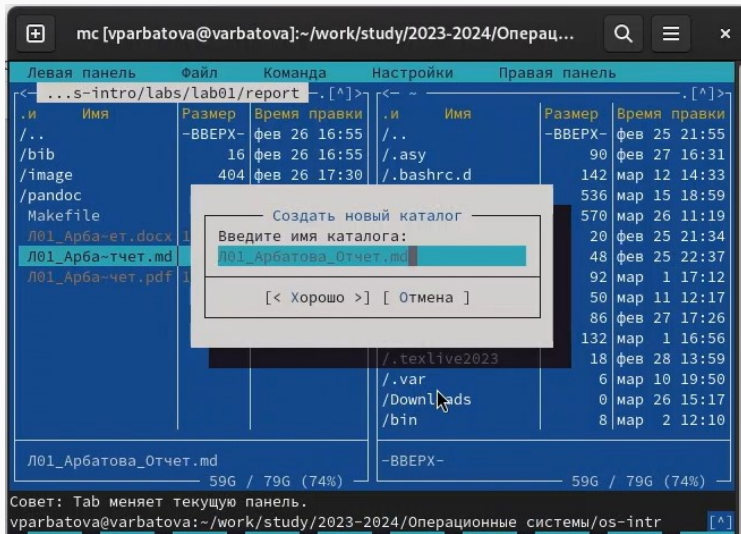 mc [vparbatova@varbatova]:~/work/study/2023-2024/Операц...
Левая панель Файл Команда Настройки Правая панель
<— ...s-intro/labs/lab01/report —.[^]> <— ~ —.[^]>
.и Имя Размер Время правки .и Имя Размер Время правки
/.. -ВВЕРХ- фев 26 16:55 /.. -ВВЕРХ- фев 25 21:55
/bib 16 фев 26 16:55 /.asy 90 фев 27 16:31
/image 404 фев 26 17:30 /.bashrc.d 142 мар 12 14:33
/pandoc 536 мар 15 18:59
Makefile Создать новый каталог 570 мар 26 11:19
Л01_Арба~ет.docx 1 Введите имя каталога: 20 фев 25 21:34
Л01_Арба~тчет.md Л01_Арбатова_Отчет.md 48 фев 25 22:37
Л01_Арба~чет.pdf 1 92 мар 1 17:12
[< Хорошо >] [ Отмена ] 50 мар 11 12:17
86 фев 27 17:26
132 мар 1 16:56
/.texlive2023 18 фев 28 13:59
/.var 6 мар 10 19:50
/Downloads 0 мар 26 15:17
/bin 8 мар 2 12:10
Л01_Арбатова_Отчет.md -ВВЕРХ-
59G / 79G (74%) 59G / 79G (74%)
Совет: Tab меняет текущую панель.
vparbatova@varbatova:~/work/study/2023-2024/Операционные системы/os-intr [^]